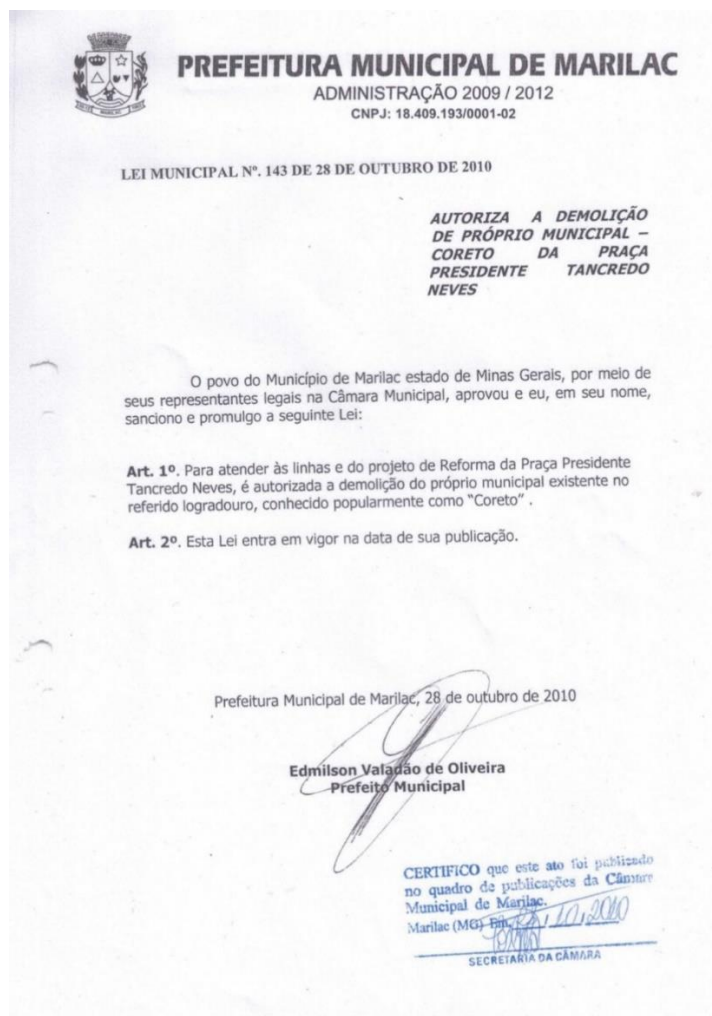 PREFEITURA MUNICIPAL DE MARILAC
ADMINISTRAÇÃO 2009 / 2012
CNPJ: 18.409.193/0001-02
LEI MUNICIPAL Nº. 143 DE 28 DE OUTUBRO DE 2010
AUTORIZA A DEMOLIÇÃO
DE PRÓPRIO MUNICIPAL –
CORETO DA PRAÇA
PRESIDENTE TANCREDO
NEVES
O povo do Município de Marilac estado de Minas Gerais, por meio de
seus representantes legais na Câmara Municipal, aprovou e eu, em seu nome,
sanciono e promulgo a seguinte Lei:
Art. 1º. Para atender às linhas e do projeto de Reforma da Praça Presidente
Tancredo Neves, é autorizada a demolição do próprio municipal existente no
referido logradouro, conhecido popularmente como “Coreto” .
Art. 2º. Esta Lei entra em vigor na data de sua publicação.
Prefeitura Municipal de Marilac, 28 de outubro de 2010
Edmilson Valadão de Oliveira
Prefeito Municipal
CERTIFICO que este ato foi publicado
no quadro de publicações da Câmara
Municipal de Marilac.
Marilac (MG) Em, 10, 2010
SECRETARIA DA CÂMARA